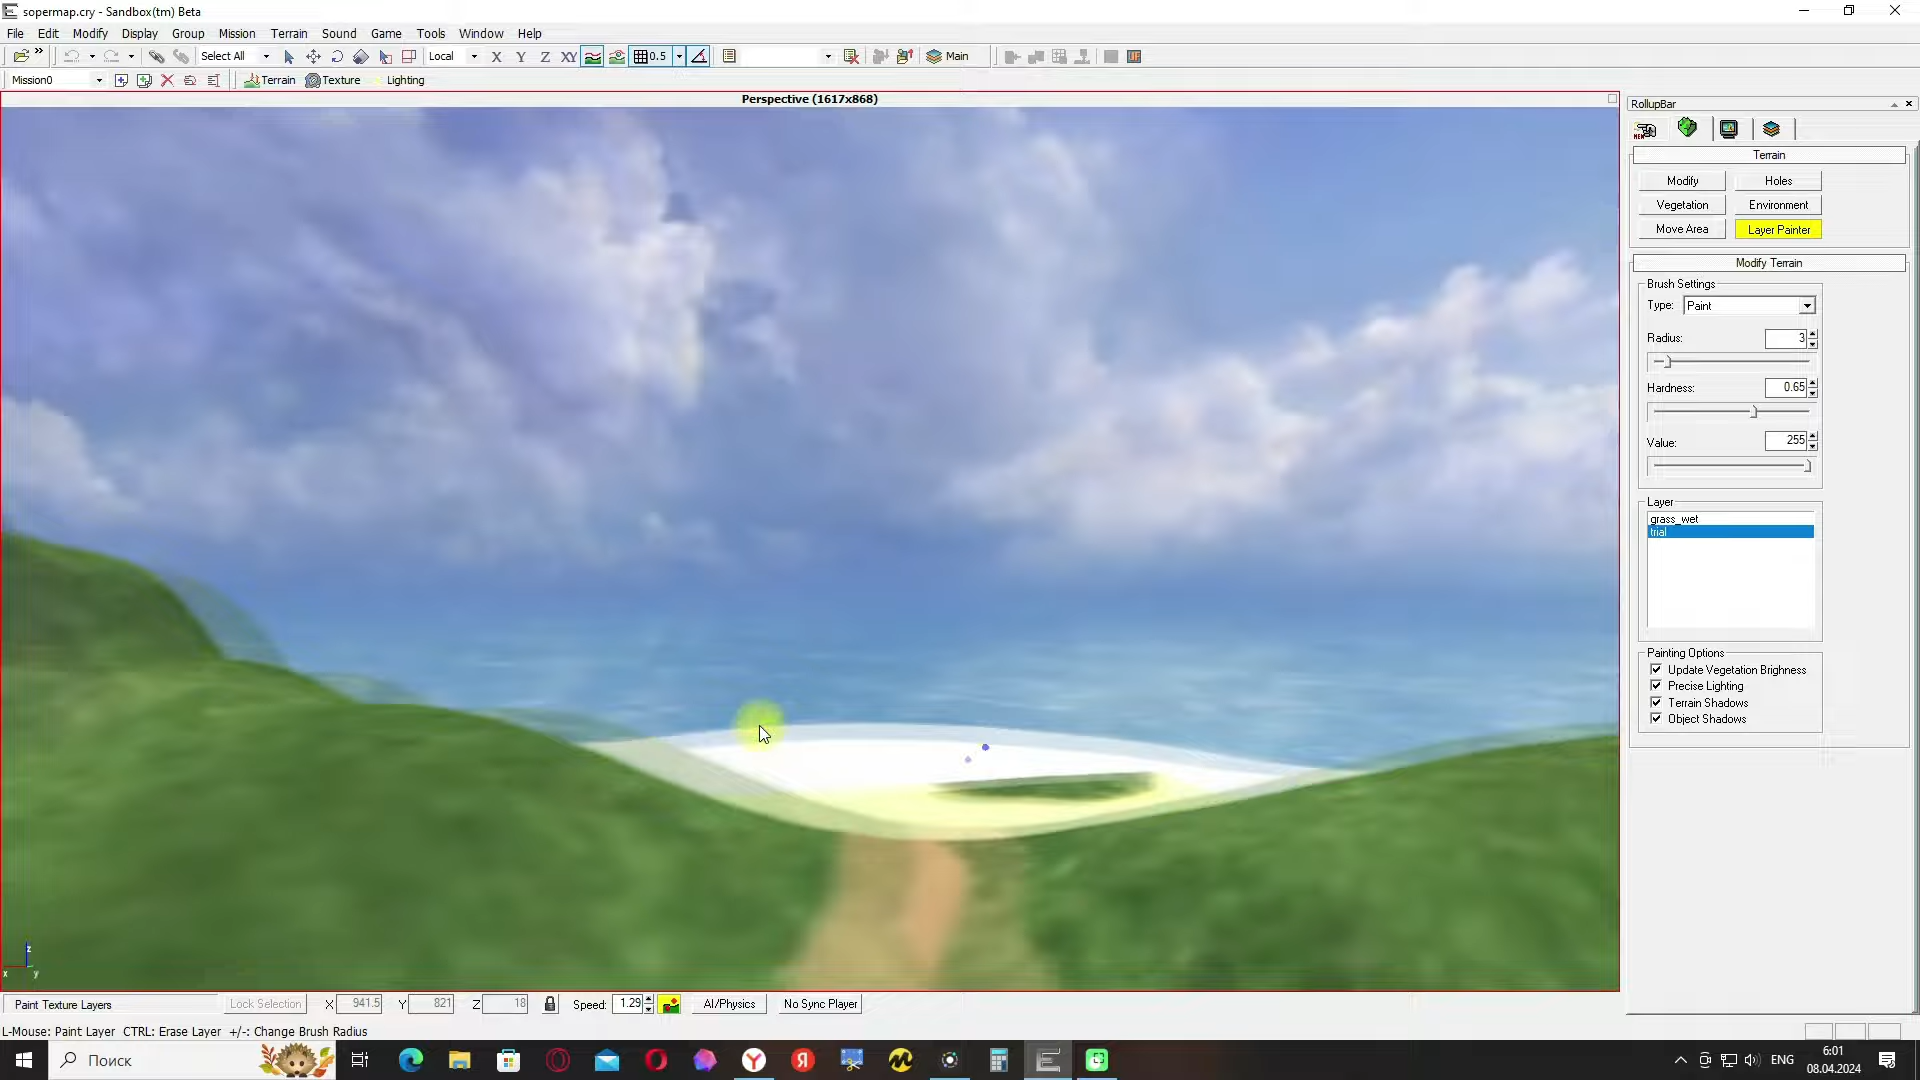 sopermap.cry - Sandbox(tm) Beta
File Edit Modify Display Group Mission Terrain Sound Game Tools Window Help
Select All Local X Y Z XY 0.5 Main
Mission0 Terrain Texture Lighting
Perspective (1617x868)
RollupBar
NEW
Terrain
Modify Holes
Vegetation Environment
Move Area Layer Painter
Modify Terrain
Brush Settings
Type: Paint
Radius: 3
Hardness: 0.65
Value: 255
Layer
grass_wet
trial
Painting Options
Update Vegetation Brighness
Precise Lighting
Terrain Shadows
Object Shadows
z
x y
Paint Texture Layers Lock Selection X 941.5 Y 821 Z 18 Speed: 1.29 AI/Physics No Sync Player
L-Mouse: Paint Layer CTRL: Erase Layer +/-: Change Brush Radius
Поиск
ENG
6:01
08.04.2024